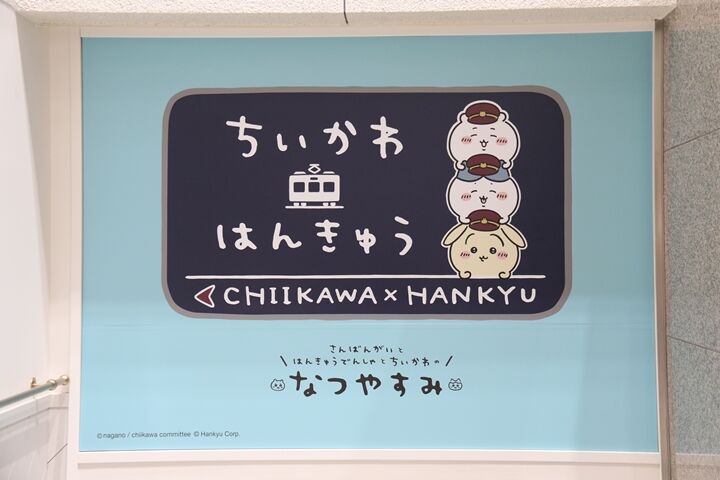 ちいかわ
はんきゅう
CHIIKAWA × HANKYU
さんばんがいと
はんきゅうでんしゃとちいかわの
なつやすみ
©nagano / chiikawa committee © Hankyu Corp.